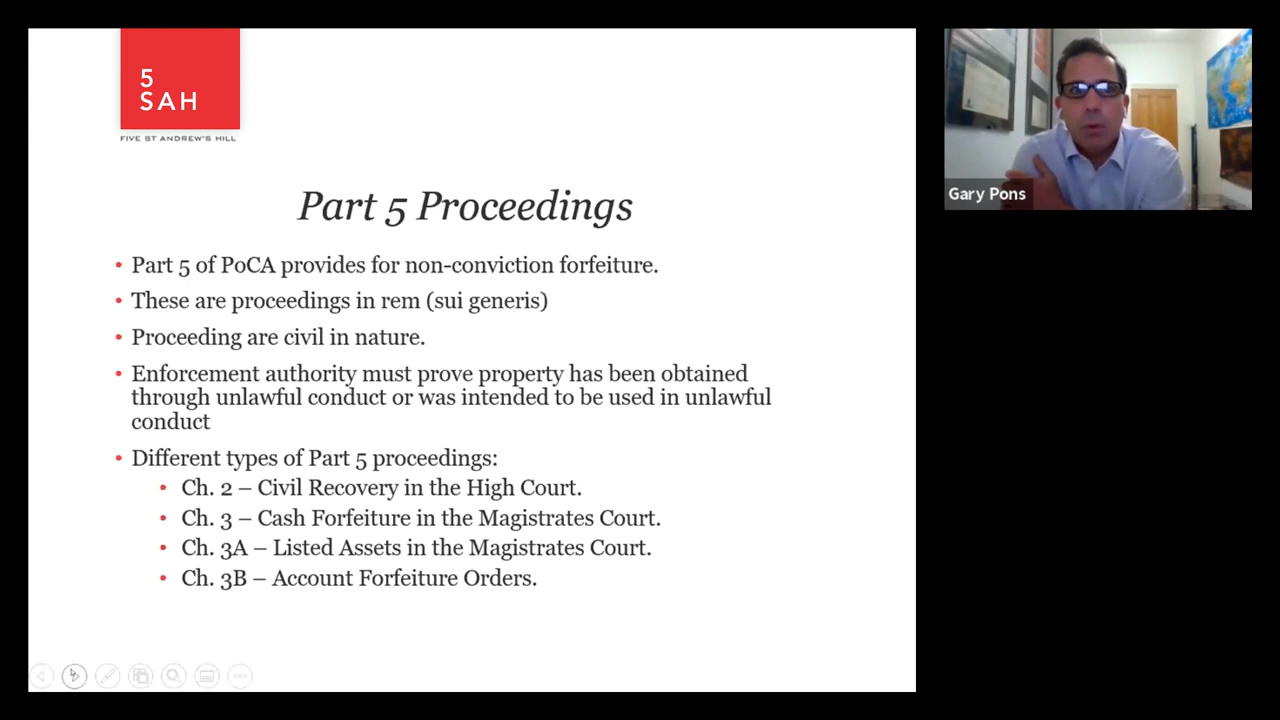 5
SAH
FIVE ST ANDREW'S HILL
Part 5 Proceedings
• Part 5 of PoCA provides for non-conviction forfeiture.
• These are proceedings in rem (sui generis)
• Proceeding are civil in nature.
• Enforcement authority must prove property has been obtained
through unlawful conduct or was intended to be used in unlawful
conduct
• Different types of Part 5 proceedings:
• Ch. 2 – Civil Recovery in the High Court.
• Ch. 3 – Cash Forfeiture in the Magistrates Court.
• Ch. 3A – Listed Assets in the Magistrates Court.
• Ch. 3B – Account Forfeiture Orders.
Gary Pons